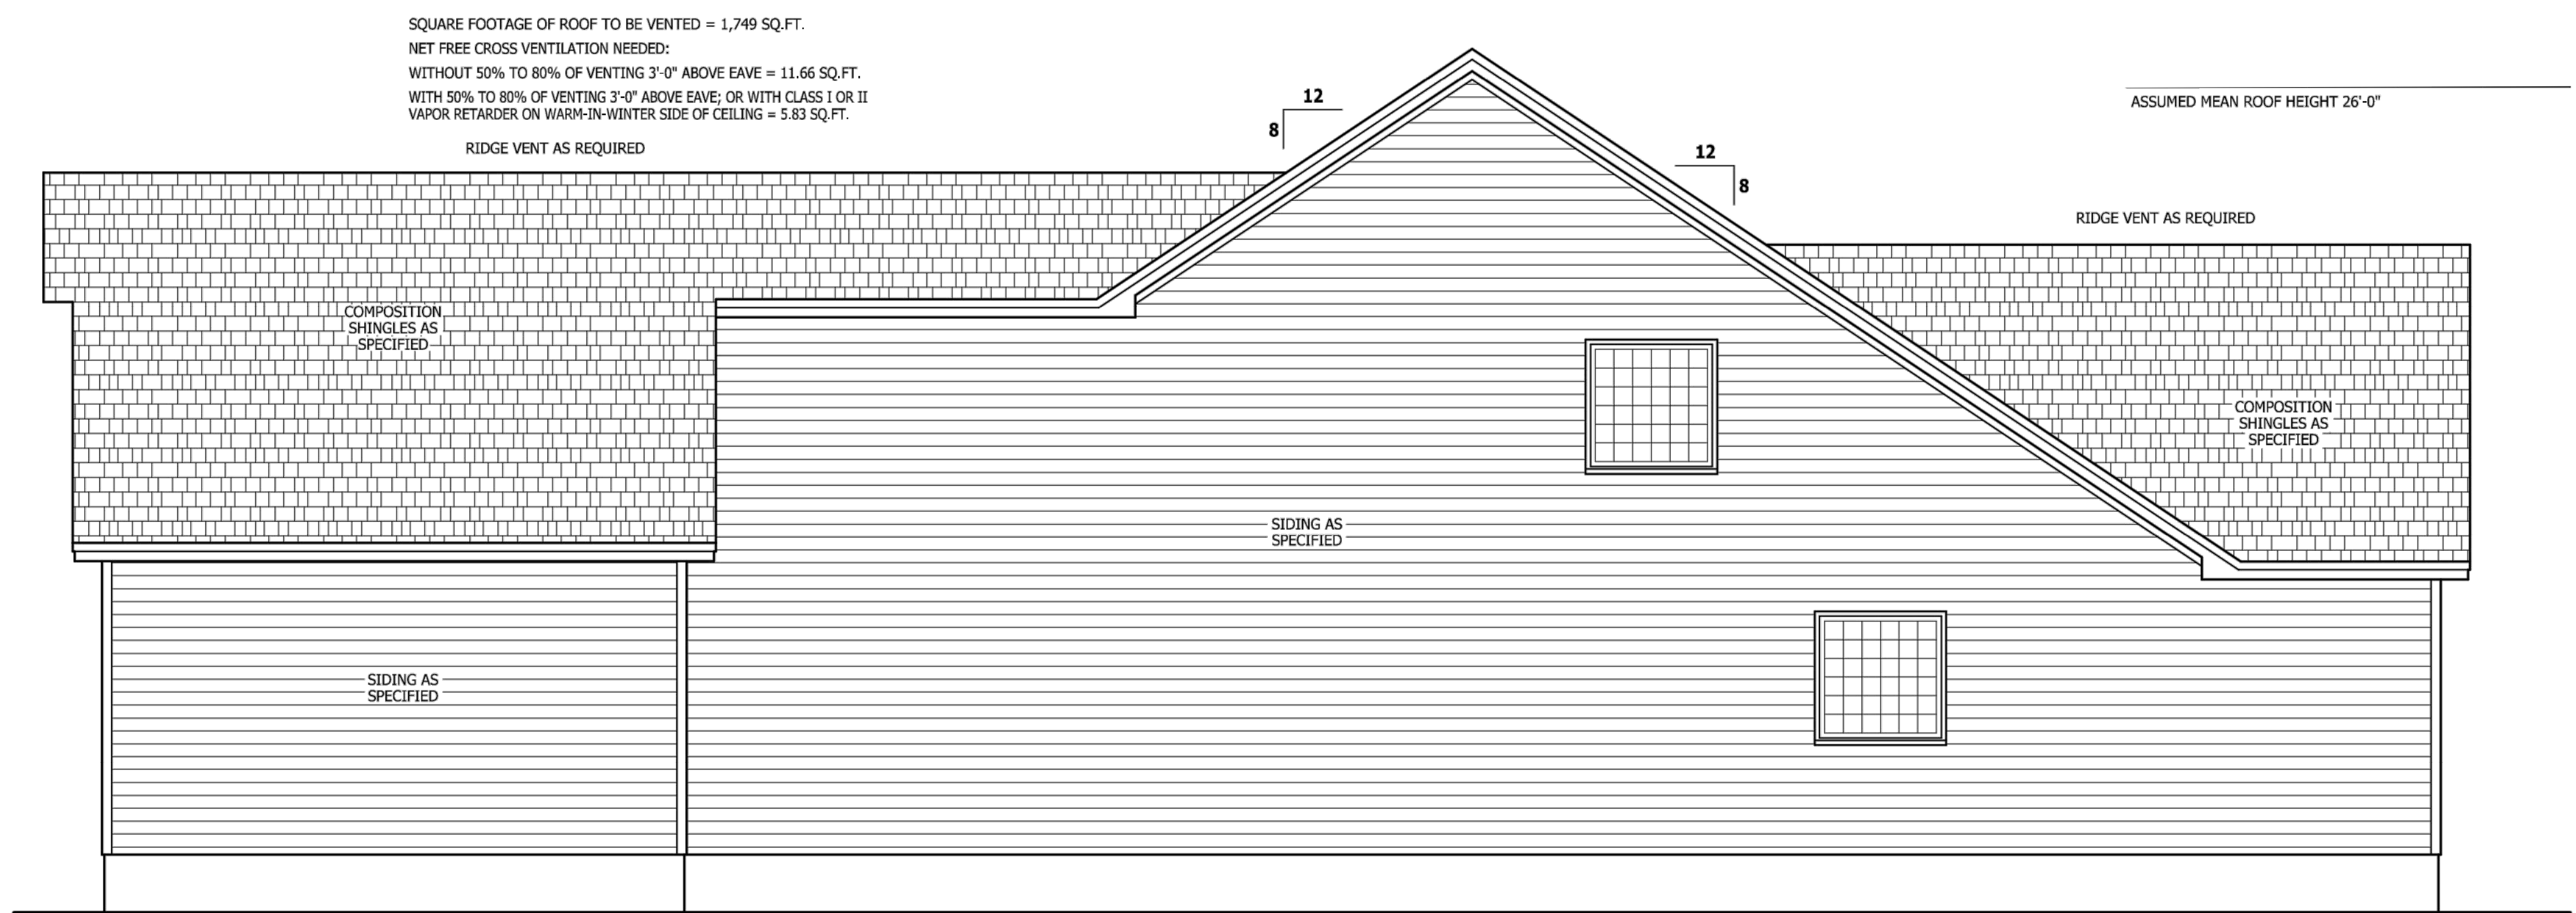 SQUARE FOOTAGE OF ROOF TO BE VENTED = 1,749 SQ.FT.
NET FREE CROSS VENTILATION NEEDED:
WITHOUT 50% TO 80% OF VENTING 3'-0" ABOVE EAVE = 11.66 SQ.FT.
WITH 50% TO 80% OF VENTING 3'-0" ABOVE EAVE; OR WITH CLASS I OR II
VAPOR RETARDER ON WARM-IN-WINTER SIDE OF CEILING = 5.83 SQ.FT.
RIDGE VENT AS REQUIRED
12
8
12
8
ASSUMED MEAN ROOF HEIGHT 26'-0"
RIDGE VENT AS REQUIRED
COMPOSITION
SHINGLES AS
SPECIFIED
COMPOSITION
SHINGLES AS
SPECIFIED
SIDING AS
SPECIFIED
SIDING AS
SPECIFIED